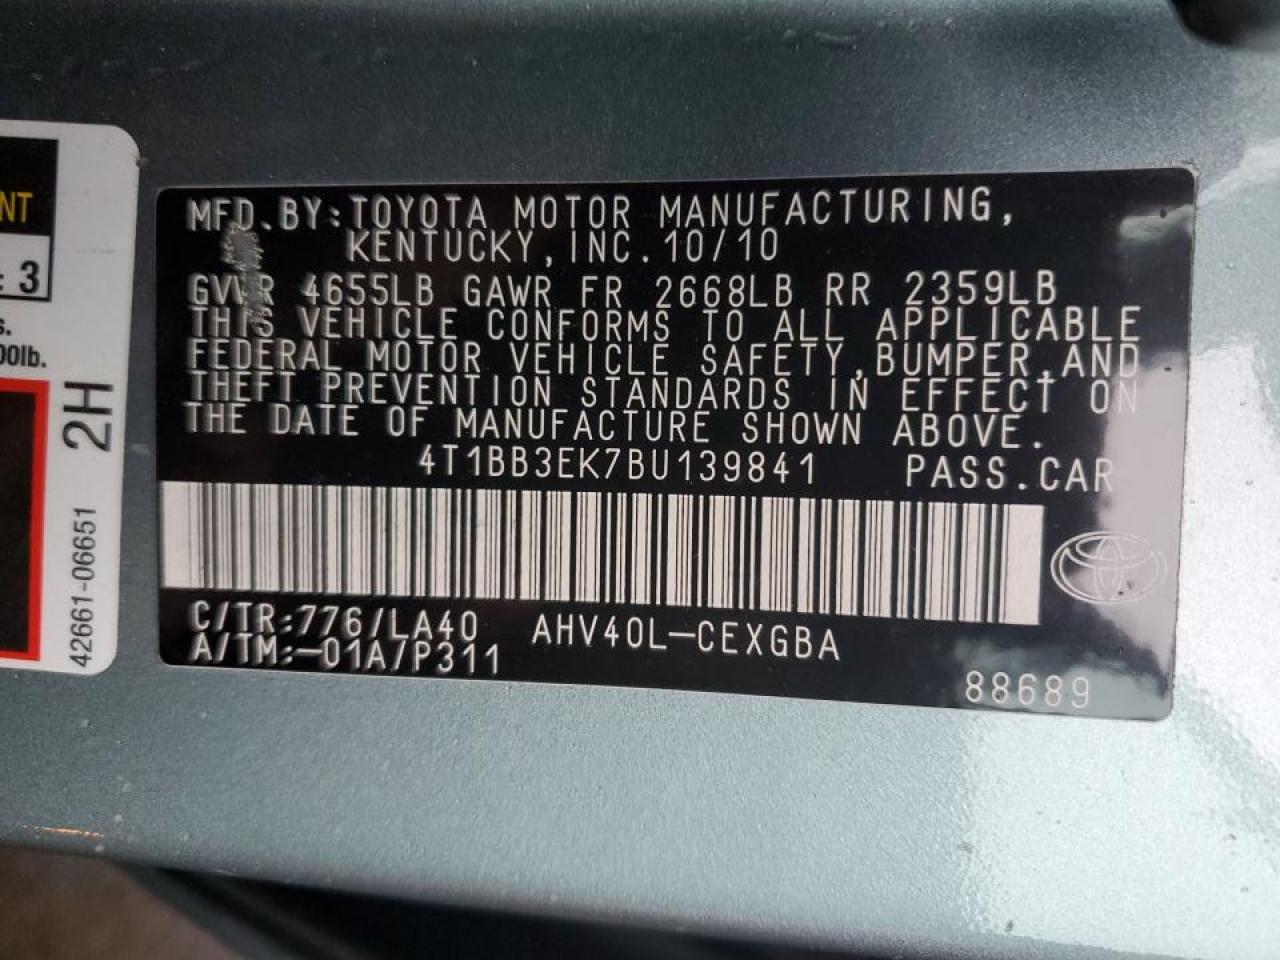 NT
: 3
s.
00lb.
2H
42661-06651
MFD.BY:TOYOTA MOTOR MANUFACTURING,
KENTUCKY,INC.10/10
GVWR 4655LB GAWR FR 2668LB RR 2359LB
THIS VEHICLE CONFORMS TO ALL APPLICABLE
FEDERAL MOTOR VEHICLE SAFETY,BUMPER,AND
THEFT PREVENTION STANDARDS IN EFFECT ON
THE DATE OF MANUFACTURE SHOWN ABOVE.
4T1BB3EK7BU139841 PASS.CAR
C/TR:776/LA40 AHV40L-CEXGBA
A/TM:-01A/P311
88689